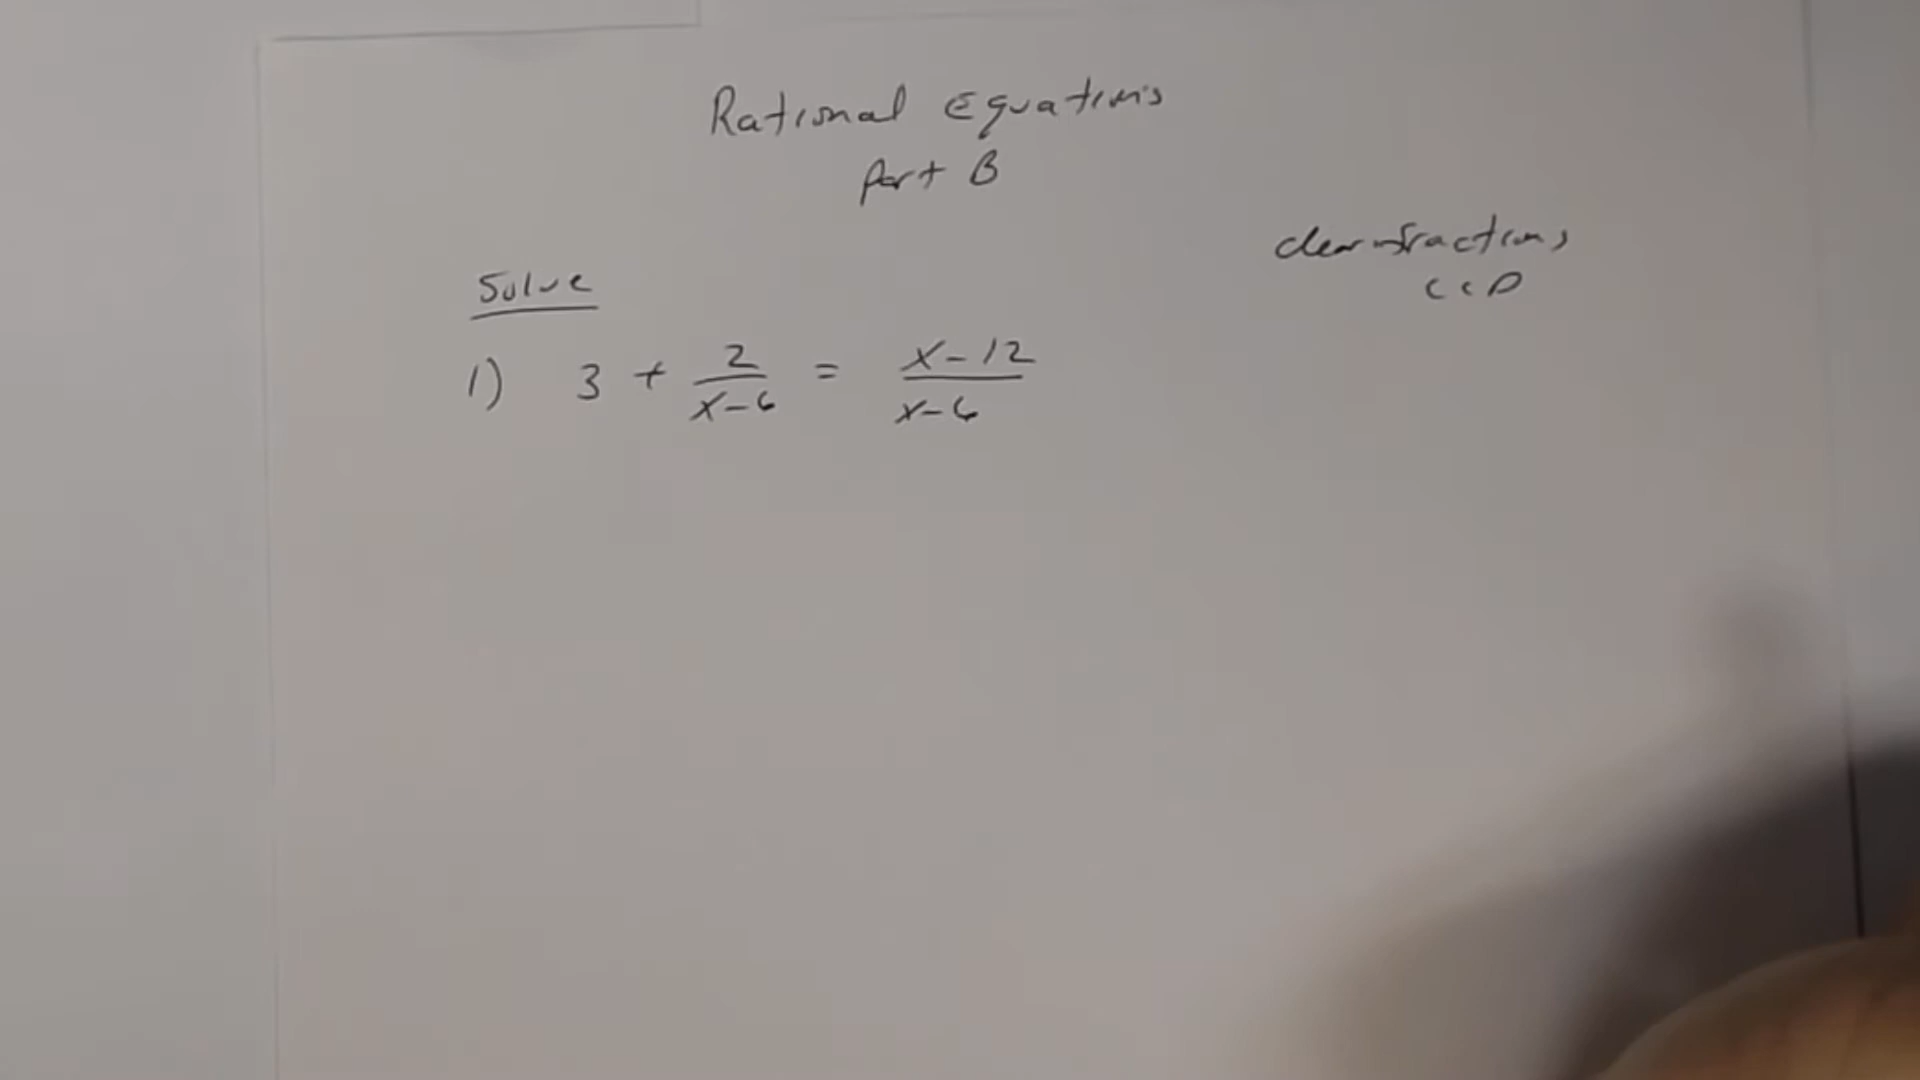 Rational Equations
Part B
clear fractions
LCD
Solve
1) 3 + 2/(x-6) = (x-12)/(x-6)